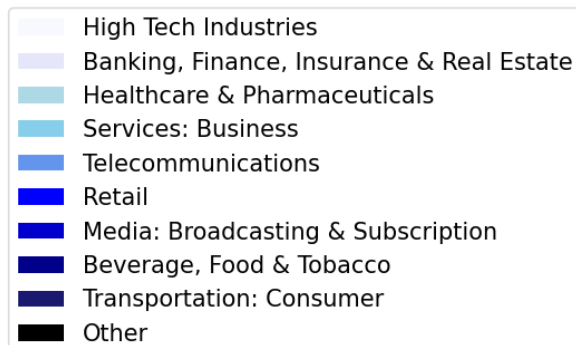 High Tech Industries
Banking, Finance, Insurance & Real Estate
Healthcare & Pharmaceuticals
Services: Business
Telecommunications
Retail
Media: Broadcasting & Subscription
Beverage, Food & Tobacco
Transportation: Consumer
Other